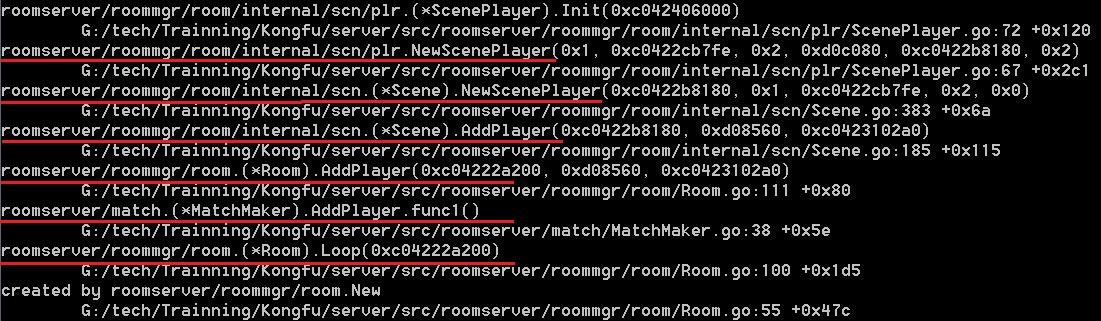 roomserver/roommgr/room/internal/scn/plr.(*ScenePlayer).Init(0xc042406000)
G:/tech/Trainning/Kongfu/server/src/roomserver/roommgr/room/internal/scn/plr/ScenePlayer.go:72 +0x120
roomserver/roommgr/room/internal/scn/plr.NewScenePlayer(0x1, 0xc0422cb7fe, 0x2, 0xd0c080, 0xc0422b8180, 0x2)
G:/tech/Trainning/Kongfu/server/src/roomserver/roommgr/room/internal/scn/plr/ScenePlayer.go:67 +0x2c1
roomserver/roommgr/room/internal/scn.(*Scene).NewScenePlayer(0xc0422b8180, 0x1, 0xc0422cb7fe, 0x2, 0x0)
G:/tech/Trainning/Kongfu/server/src/roomserver/roommgr/room/internal/scn/Scene.go:383 +0x6a
roomserver/roommgr/room/internal/scn.(*Scene).AddPlayer(0xc0422b8180, 0xd08560, 0xc0423102a0)
G:/tech/Trainning/Kongfu/server/src/roomserver/roommgr/room/internal/scn/Scene.go:185 +0x115
roomserver/roommgr/room.(*Room).AddPlayer(0xc04222a200, 0xd08560, 0xc0423102a0)
G:/tech/Trainning/Kongfu/server/src/roomserver/roommgr/room/Room.go:111 +0x80
roomserver/match.(*MatchMaker).AddPlayer.func1()
G:/tech/Trainning/Kongfu/server/src/roomserver/match/MatchMaker.go:38 +0x5e
roomserver/roommgr/room.(*Room).Loop(0xc04222a200)
G:/tech/Trainning/Kongfu/server/src/roomserver/roommgr/room/Room.go:100 +0x1d5
created by roomserver/roommgr/room.New
G:/tech/Trainning/Kongfu/server/src/roomserver/roommgr/room/Room.go:55 +0x47c